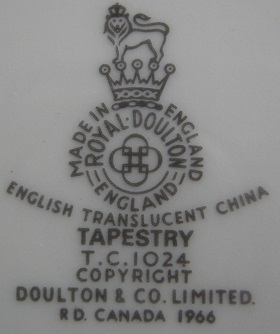 MADE IN ENGLAND
ROYAL·DOULTON
ENGLAND
ENGLISH TRANSLUCENT CHINA
TAPESTRY
T.C.1024
COPYRIGHT
DOULTON & CO. LIMITED.
RD. CANADA 1966